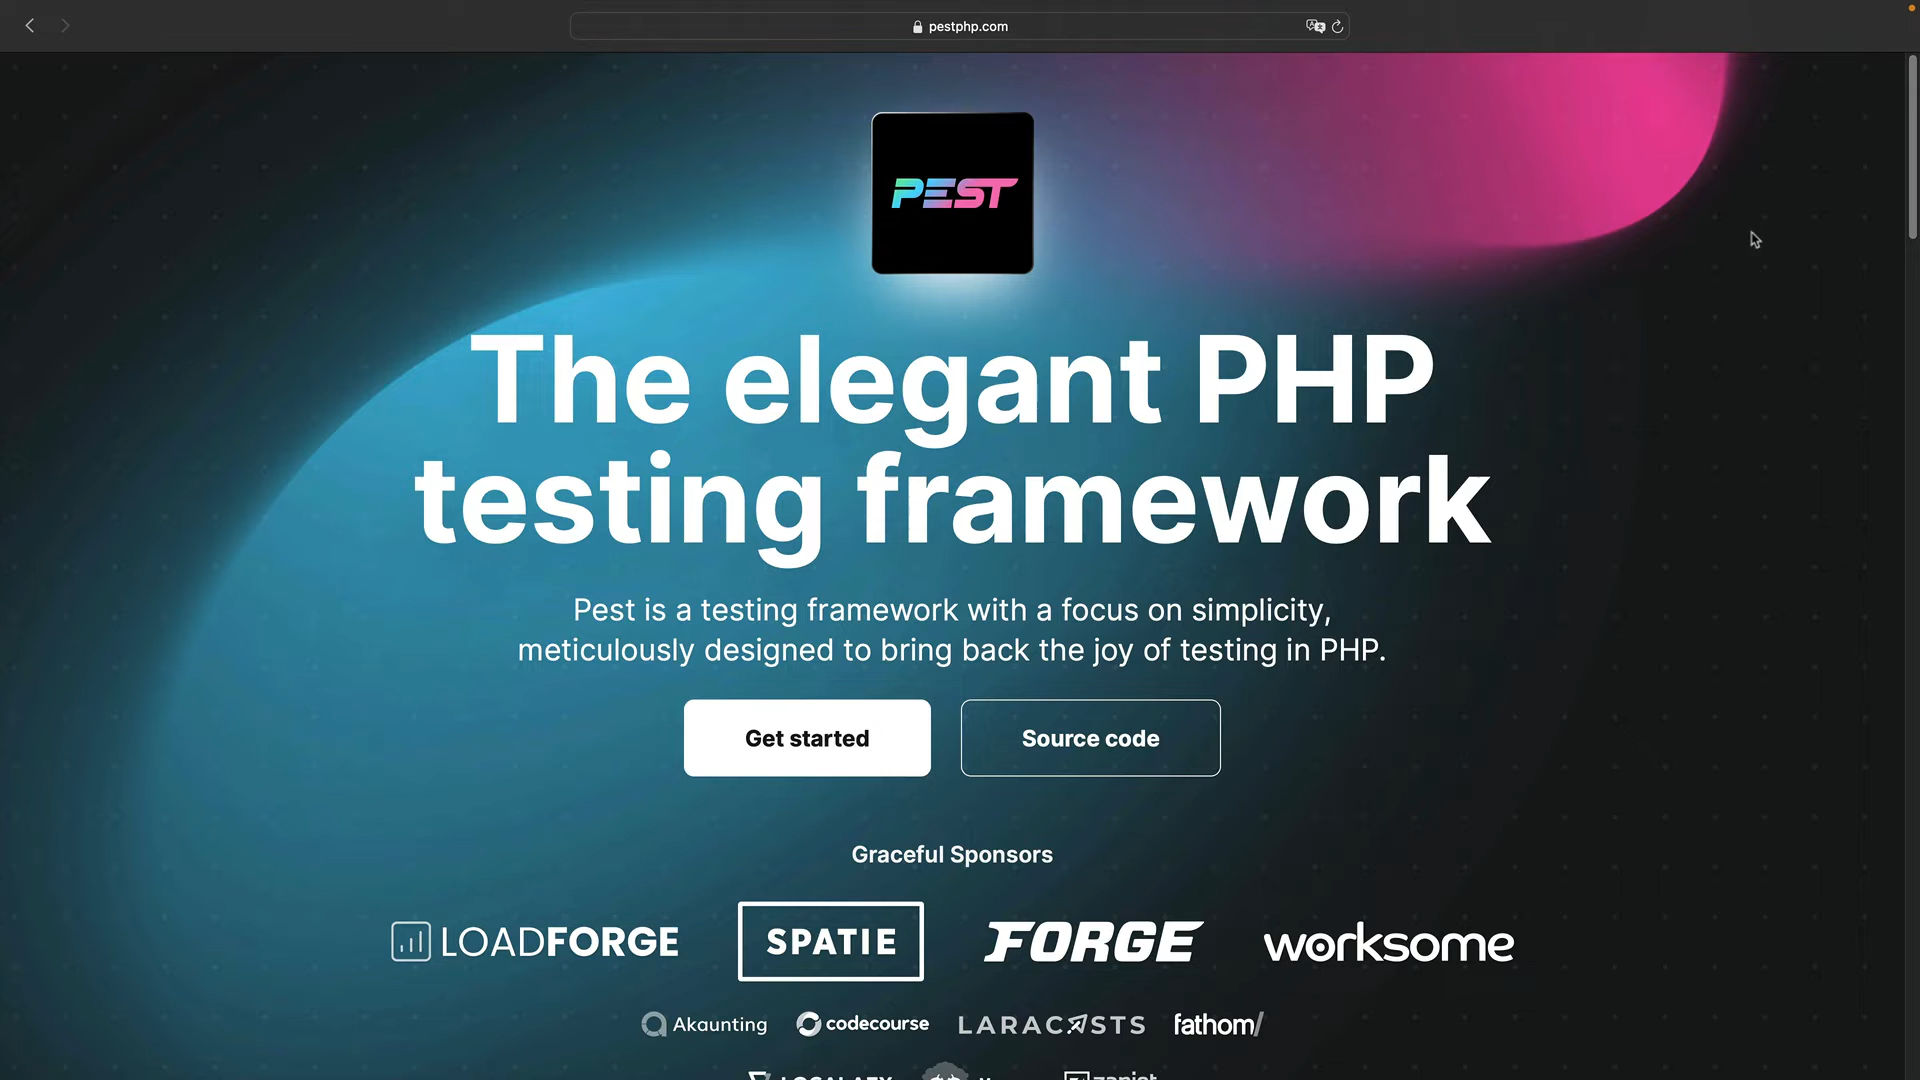 pestphp.com
PEST
The elegant PHP
testing framework
Pest is a testing framework with a focus on simplicity,
meticulously designed to bring back the joy of testing in PHP.
Get started
Source code
Graceful Sponsors
LOADFORGE
SPATIE
FORGE
worksome
Akaunting
codecourse
LARACASTS
fathom/